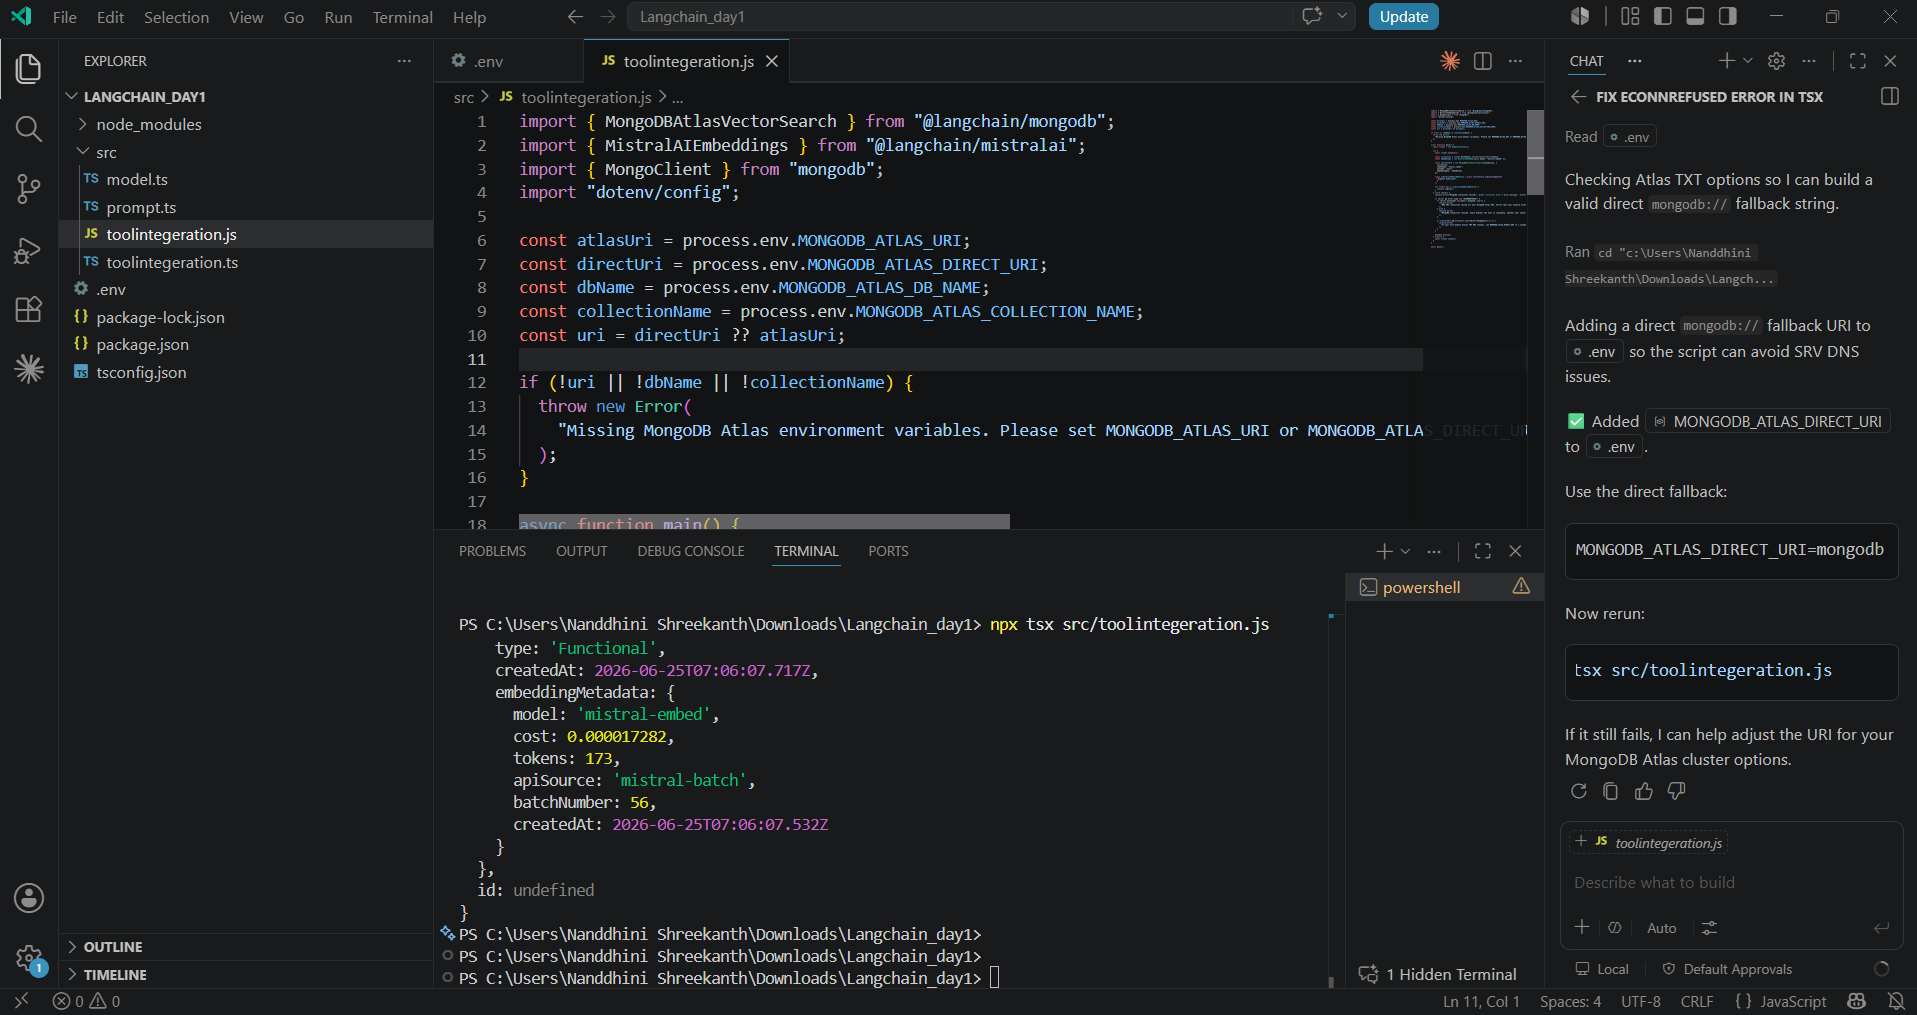 File Edit Selection View Go Run Terminal Help
Langchain_day1
Update
EXPLORER
LANGCHAIN_DAY1
node_modules
src
TS model.ts
TS prompt.ts
JS toolintegeration.js
TS toolintegeration.ts
.env
{} package-lock.json
{} package.json
TS tsconfig.json
OUTLINE
TIMELINE
1
.env
JS toolintegeration.js
src > JS toolintegeration.js > ...
1 import { MongoDBAtlasVectorSearch } from "@langchain/mongodb";
2 import { MistralAIEmbeddings } from "@langchain/mistralai";
3 import { MongoClient } from "mongodb";
4 import "dotenv/config";
5
6 const atlasUri = process.env.MONGODB_ATLAS_URI;
7 const directUri = process.env.MONGODB_ATLAS_DIRECT_URI;
8 const dbName = process.env.MONGODB_ATLAS_DB_NAME;
9 const collectionName = process.env.MONGODB_ATLAS_COLLECTION_NAME;
10 const uri = directUri ?? atlasUri;
11
12 if (!uri || !dbName || !collectionName) {
13 throw new Error(
14 "Missing MongoDB Atlas environment variables. Please set MONGODB_ATLAS_URI or MONGODB_ATLAS_DIRECT_UR
15 );
16 }
17
18 async function main() {
PROBLEMS OUTPUT DEBUG CONSOLE TERMINAL PORTS
PS C:\Users\Nanddhini Shreekanth\Downloads\Langchain_day1> npx tsx src/toolintegeration.js
type: 'Functional',
createdAt: 2026-06-25T07:06:07.717Z,
embeddingMetadata: {
model: 'mistral-embed',
cost: 0.000017282,
tokens: 173,
apiSource: 'mistral-batch',
batchNumber: 56,
createdAt: 2026-06-25T07:06:07.532Z
}
},
id: undefined
}
PS C:\Users\Nanddhini Shreekanth\Downloads\Langchain_day1>
PS C:\Users\Nanddhini Shreekanth\Downloads\Langchain_day1>
PS C:\Users\Nanddhini Shreekanth\Downloads\Langchain_day1>
powershell
1 Hidden Terminal
CHAT
FIX ECONNREFUSED ERROR IN TSX
Read .env
Checking Atlas TXT options so I can build a
valid direct mongodb:// fallback string.
Ran cd "c:\Users\Nanddhini
Shreekanth\Downloads\Langch...
Adding a direct mongodb:// fallback URI to
.env so the script can avoid SRV DNS
issues.
✅ Added MONGODB_ATLAS_DIRECT_URI
to .env .
Use the direct fallback:
MONGODB_ATLAS_DIRECT_URI=mongodb
Now rerun:
tsx src/toolintegeration.js
If it still fails, I can help adjust the URI for your
MongoDB Atlas cluster options.
JS toolintegeration.js
Describe what to build
Auto
Local Default Approvals
0 0
Ln 11, Col 1 Spaces: 4 UTF-8 CRLF {} JavaScript